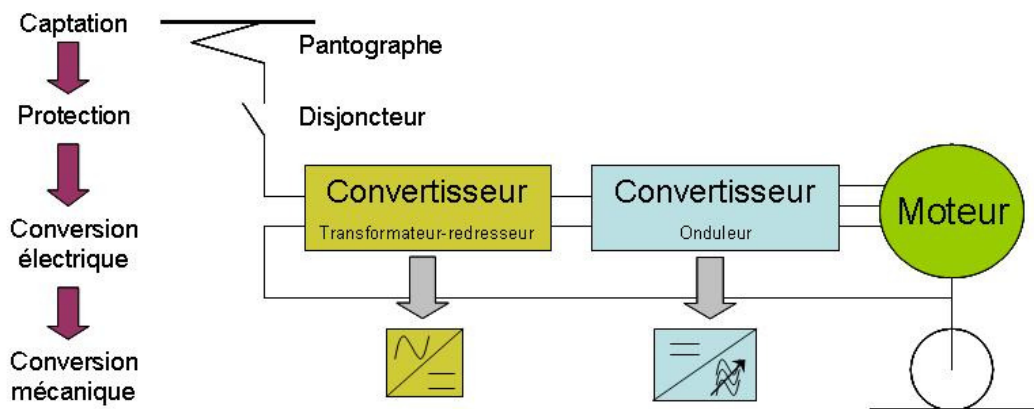 Captation
Pantographe
Protection
Disjoncteur
Convertisseur
Transformateur-redresseur
Convertisseur
Onduleur
Moteur
Conversion
électrique
Conversion
mécanique